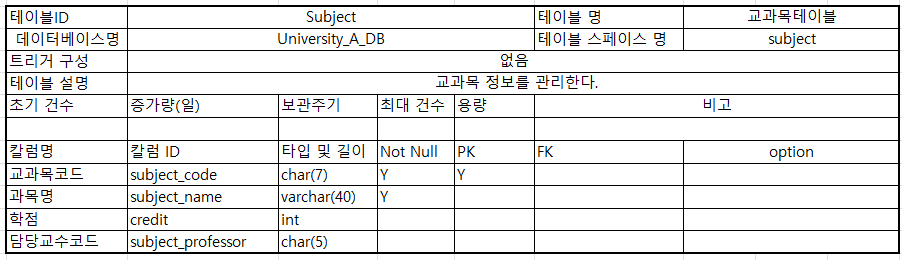 테이블ID Subject 테이블 명 교과목테이블
데이터베이스명 University_A_DB 테이블 스페이스 명 subject
트리거 구성 없음
테이블 설명 교과목 정보를 관리한다.
초기 건수 증가량(일) 보관주기 최대 건수 용량 비고
칼럼명 칼럼 ID 타입 및 길이 Not Null PK FK option
교과목코드 subject_code char(7) Y Y
과목명 subject_name varchar(40) Y
학점 credit int
담당교수코드 subject_professor char(5)